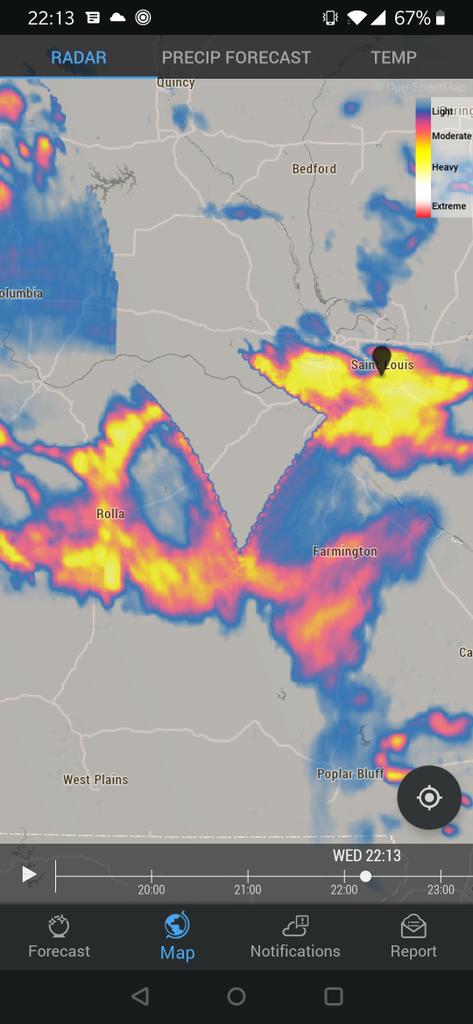 22:13
67%
RADAR
PRECIP FORECAST
TEMP
Quincy
© OpenStreetMap
Light
Moderate
Heavy
Extreme
Bedford
olumbia
Saint Louis
Rolla
Farmington
Ca
West Plains
Poplar Bluff
WED 22:13
20:00
21:00
22:00
23:00
Forecast
Map
Notifications
Report